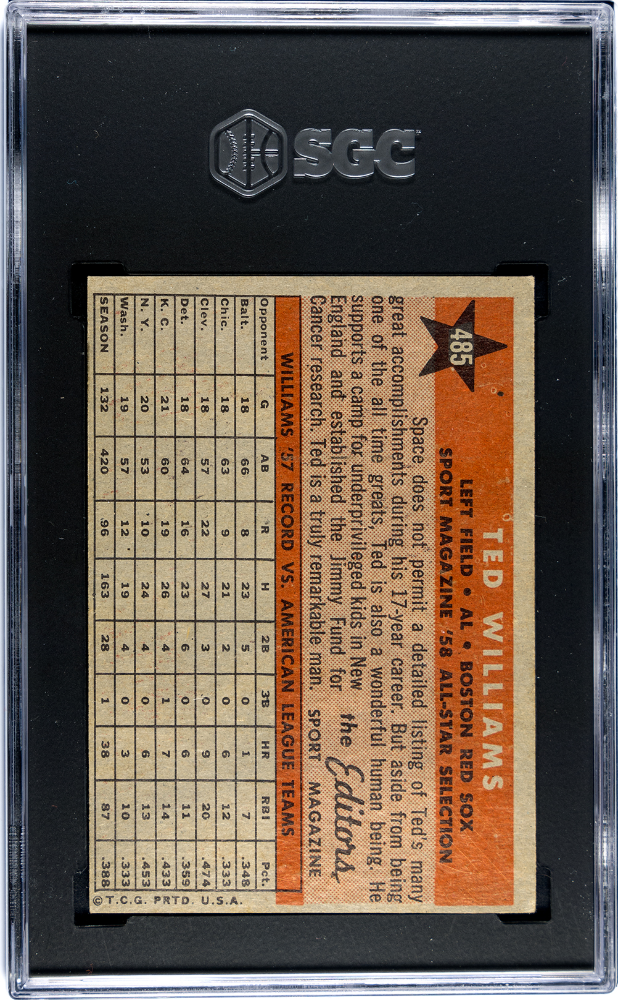 SGC
485
TED WILLIAMS
LEFT FIELD • AL • BOSTON RED SOX
SPORT MAGAZINE '58 ALL-STAR SELECTION
Space does not permit a detailed listing of Ted's many
great accomplishments during his 17-year career. But aside from being
one of the all time greats, Ted is also a wonderful human being. He
supports a camp for underprivileged kids in New
England and established the Jimmy Fund for
Cancer research. Ted is a truly remarkable man.
the Editors
SPORT MAGAZINE
WILLIAMS '57 RECORD VS. AMERICAN LEAGUE TEAMS
Opponent G AB R H 2B 3B HR RBI Pct.
Balt. 18 66 8 23 5 0 1 7 .348
Chic. 18 63 9 21 2 0 6 12 .333
Clev. 18 57 22 27 3 0 9 20 .474
Det. 18 64 16 23 6 0 6 11 .359
K. C. 21 60 19 26 4 1 7 14 .433
N. Y. 20 53 10 24 4 0 6 13 .453
Wash. 19 57 12 19 4 0 3 10 .333
SEASON 132 420 96 163 28 1 38 87 .388
© T.C.G. PRTD. U.S.A.